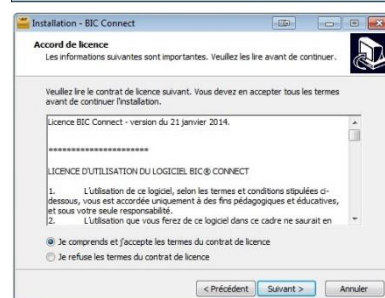 Installation - BIC Connect
Accord de licence
Les informations suivantes sont importantes. Veuillez les lire avant de continuer.
Veuillez lire le contrat de licence suivant. Vous devez en accepter tous les termes
avant de continuer l'installation.
Licence BIC Connect - version du 21 janvier 2014.
======================
LICENCE D'UTILISATION DU LOGICIEL BIC® CONNECT
1. L'utilisation de ce logiciel, selon les termes et conditions stipulées ci-
dessous, vous est accordée uniquement à des fins pédagogiques et éducatives,
et sous votre seule responsabilité.
2. L'utilisation que vous ferez de ce logiciel dans ce cadre ne saurait en
Je comprends et j'accepte les termes du contrat de licence
Je refuse les termes du contrat de licence
< Précédent Suivant > Annuler